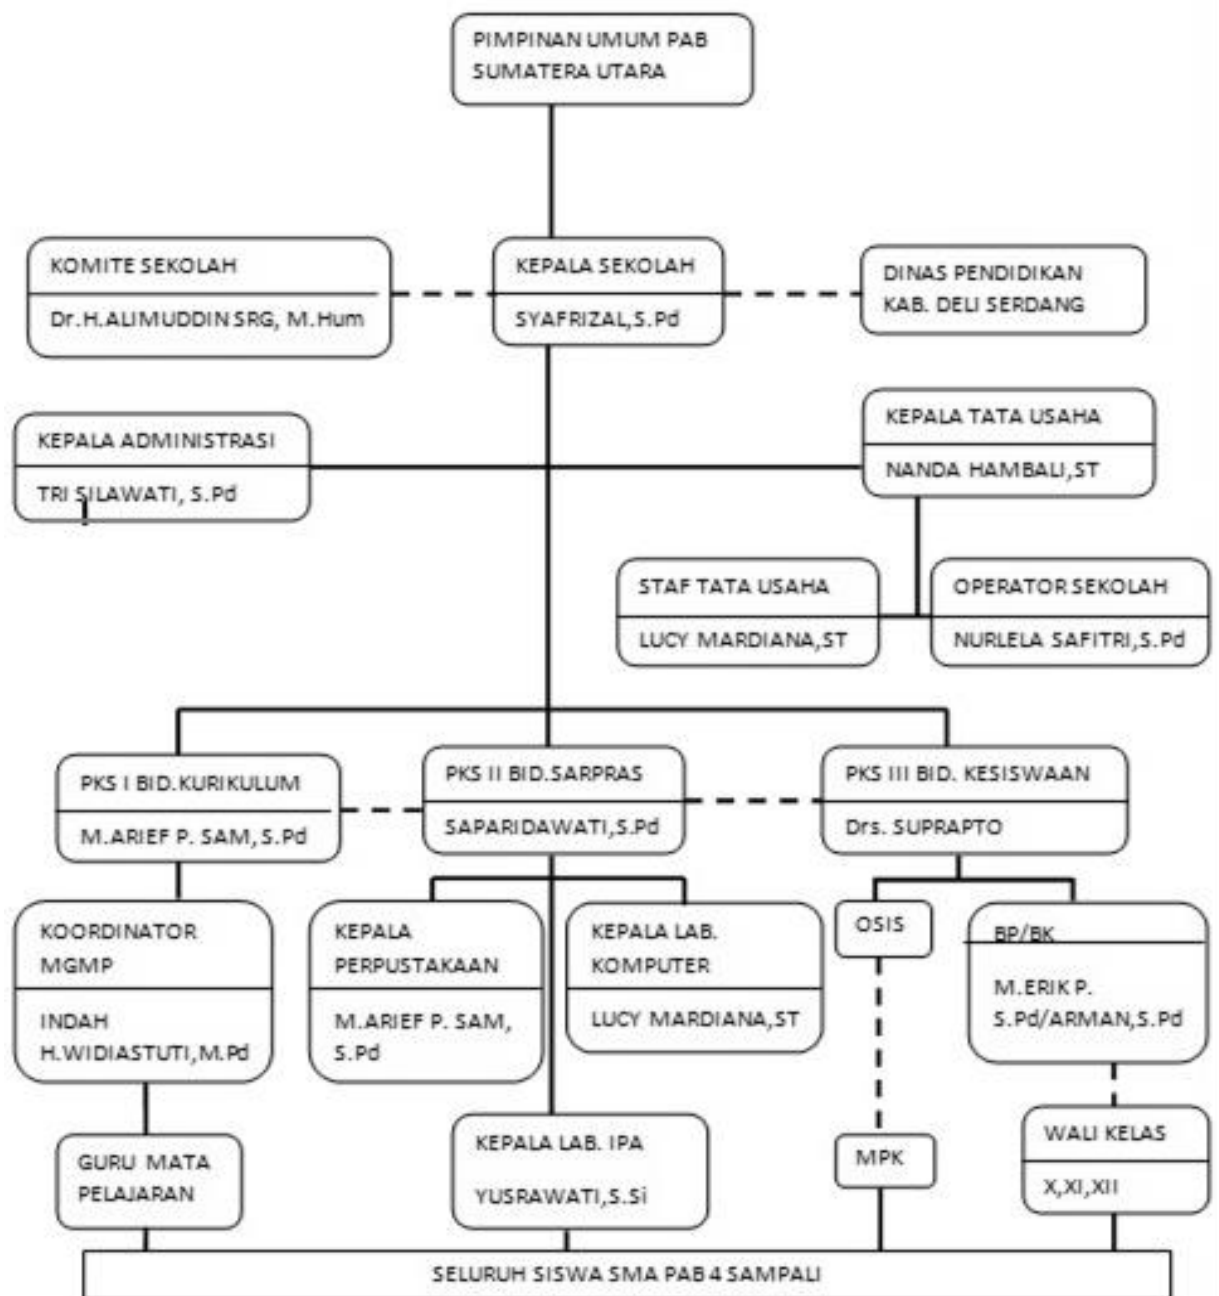 PIMPINAN UMUM PAB
SUMATERA UTARA
KOMITE SEKOLAH
Dr.H.ALIMUDDIN SRG, M.Hum
KEPALA SEKOLAH
SYAFRIZAL,S.Pd
DINAS PENDIDIKAN
KAB. DELI SERDANG
KEPALA ADMINISTRASI
TRI SILAWATI, S.Pd
KEPALA TATA USAHA
NANDA HAMBALI,ST
STAF TATA USAHA
LUCY MARDIANA,ST
OPERATOR SEKOLAH
NURLELA SAFITRI,S.Pd
PKS I BID.KURIKULUM
M.ARIEF P. SAM, S.Pd
PKS II BID.SARPRAS
SAPARIDAWATI,S.Pd
PKS III BID. KESISWAAN
Drs. SUPRAPTO
KOORDINATOR
MGMP
INDAH
H.WIDIASTUTI,M.Pd
KEPALA
PERPUSTAKAAN
M.ARIEF P. SAM,
S.Pd
KEPALA LAB.
KOMPUTER
LUCY MARDIANA,ST
OSIS
BP/BK
M.ERIK P.
S.Pd/ARMAN,S.Pd
GURU MATA
PELAJARAN
KEPALA LAB. IPA
YUSRAWATI,S.Si
MPK
WALI KELAS
X,XI,XII
SELURUH SISWA SMA PAB 4 SAMPALI